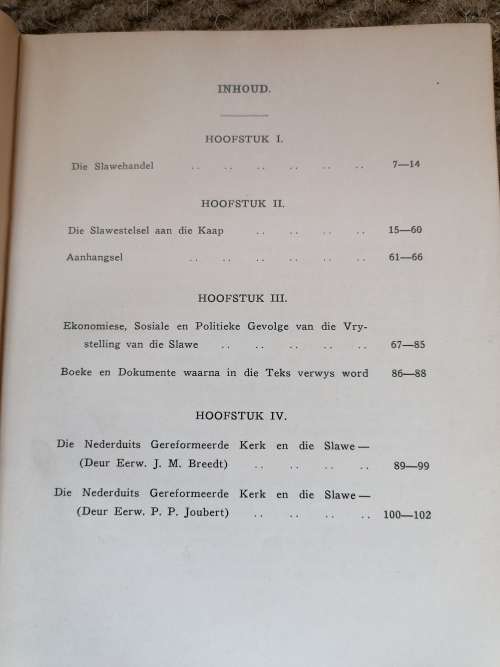 INHOUD.
HOOFSTUK I.
Die Slawehandel .. .. .. .. .. .. 7—14
HOOFSTUK II.
Die Slawestelsel aan die Kaap .. .. .. .. 15—60
Aanhangsel .. .. .. .. .. .. 61—66
HOOFSTUK III.
Ekonomiese, Sosiale en Politieke Gevolge van die Vry-
stelling van die Slawe .. .. .. .. .. 67—85
Boeke en Dokumente waarna in die Teks verwys word 86—88
HOOFSTUK IV.
Die Nederduits Gereformeerde Kerk en die Slawe —
(Deur Eerw. J. M. Breedt) .. .. .. .. 89—99
Die Nederduits Gereformeerde Kerk en die Slawe —
(Deur Eerw. P. P. Joubert) .. .. .. .. 100—102